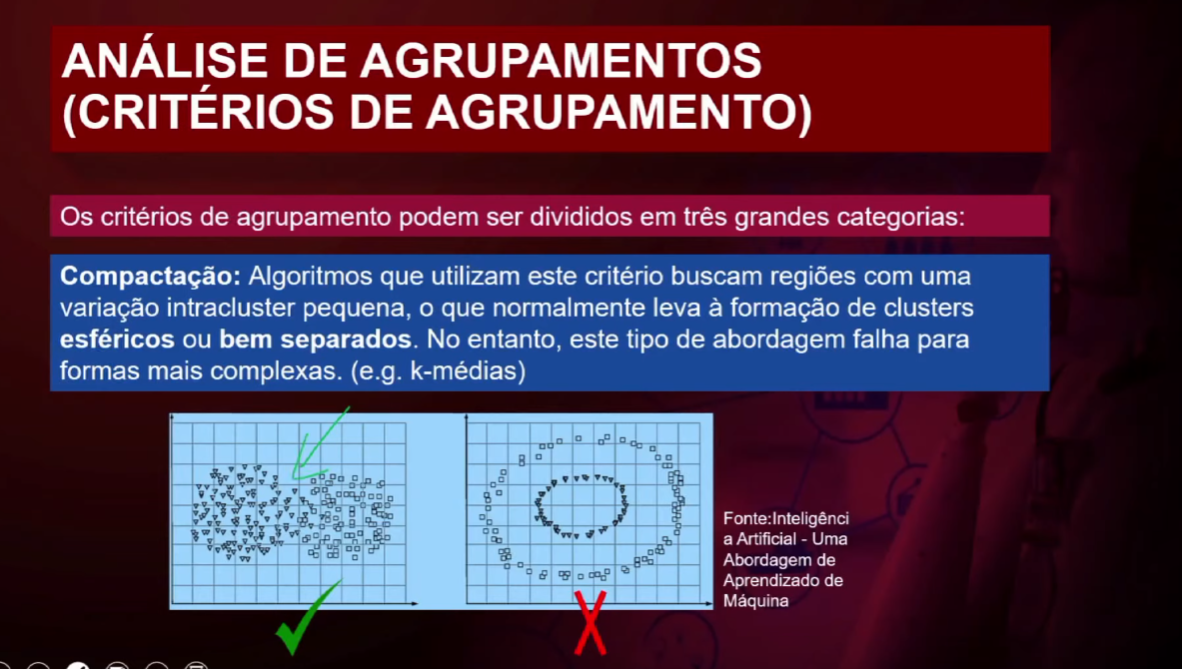 ANÁLISE DE AGRUPAMENTOS
(CRITÉRIOS DE AGRUPAMENTO)
Os critérios de agrupamento podem ser divididos em três grandes categorias:
Compactação: Algoritmos que utilizam este critério buscam regiões com uma
variação intracluster pequena, o que normalmente leva à formação de clusters
esféricos ou bem separados. No entanto, este tipo de abordagem falha para
formas mais complexas. (e.g. k-médias)
Fonte:Inteligênci
a Artificial - Uma
Abordagem de
Aprendizado de
Máquina